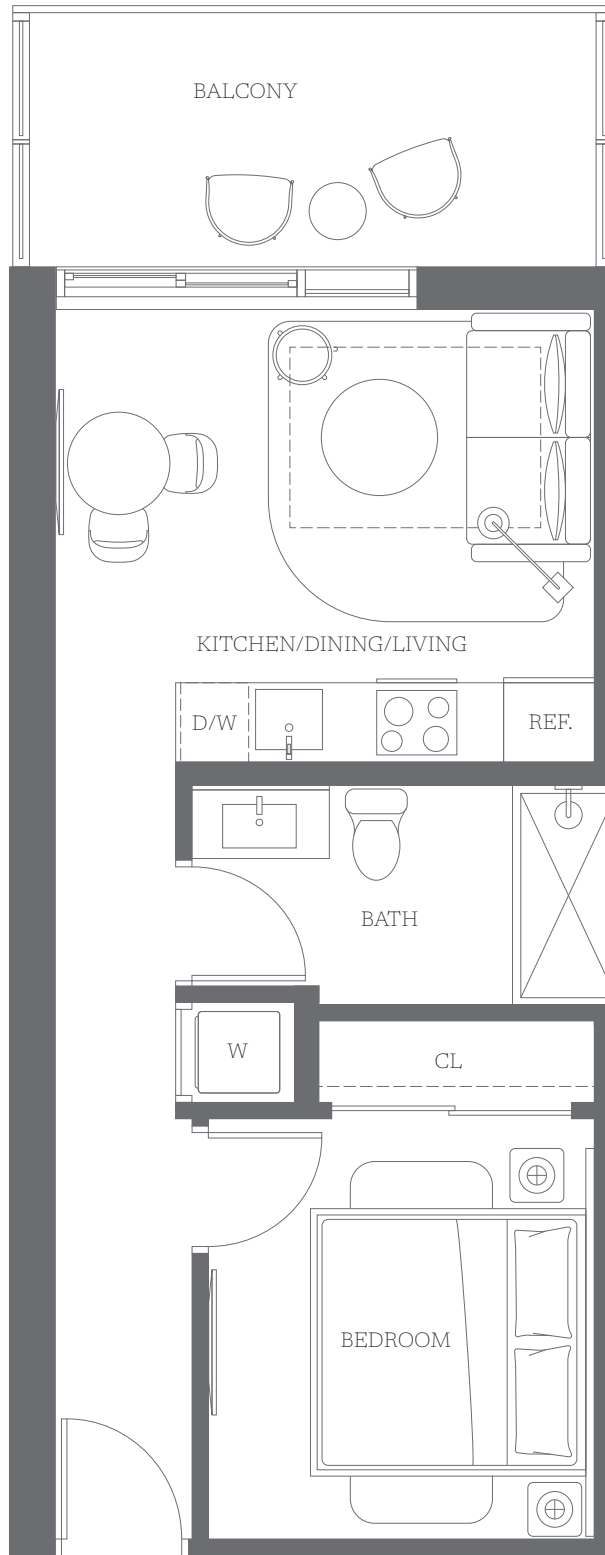 BALCONY
KITCHEN/DINING/LIVING
D/W
REF.
BATH
W
CL
BEDROOM